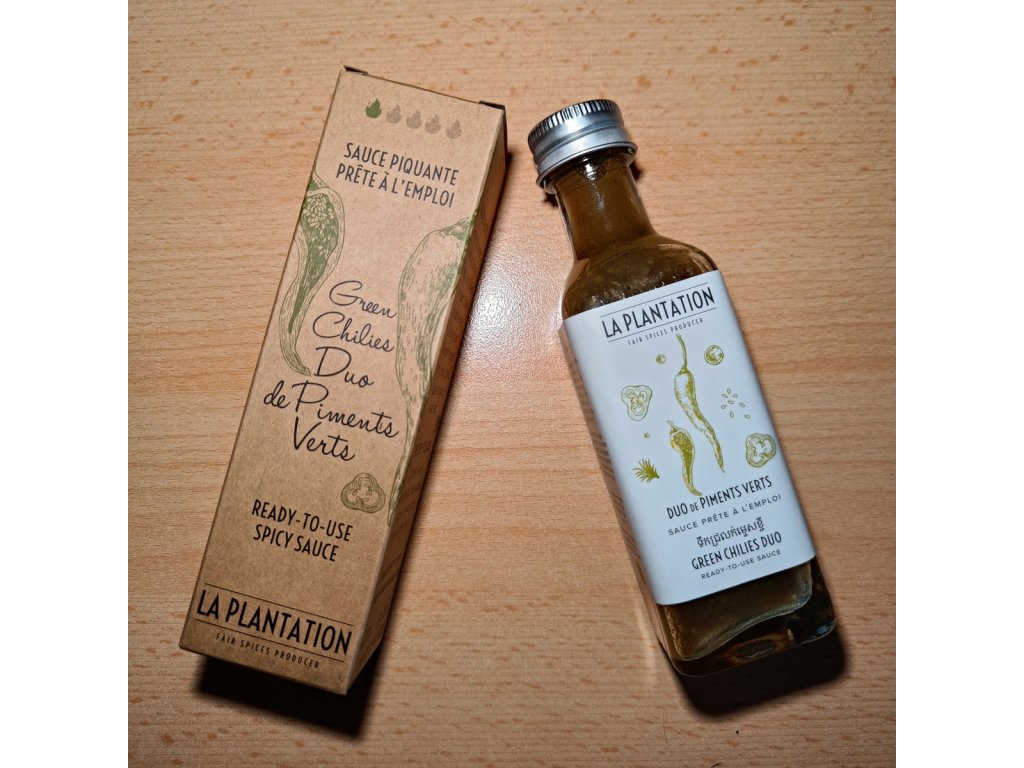 SAUCE PIQUANTE
PRÊTE À L'EMPLOI
Green
Chilies
Duo
de Piments
Verts
READY-TO-USE
SPICY SAUCE
LA PLANTATION
FAIR SPICES PRODUCER
LA PLANTATION
FAIR SPICES PRODUCER
DUO DE PIMENTS VERTS
SAUCE PRÊTE À L'EMPLOI
GREEN CHILIES DUO
READY-TO-USE SAUCE